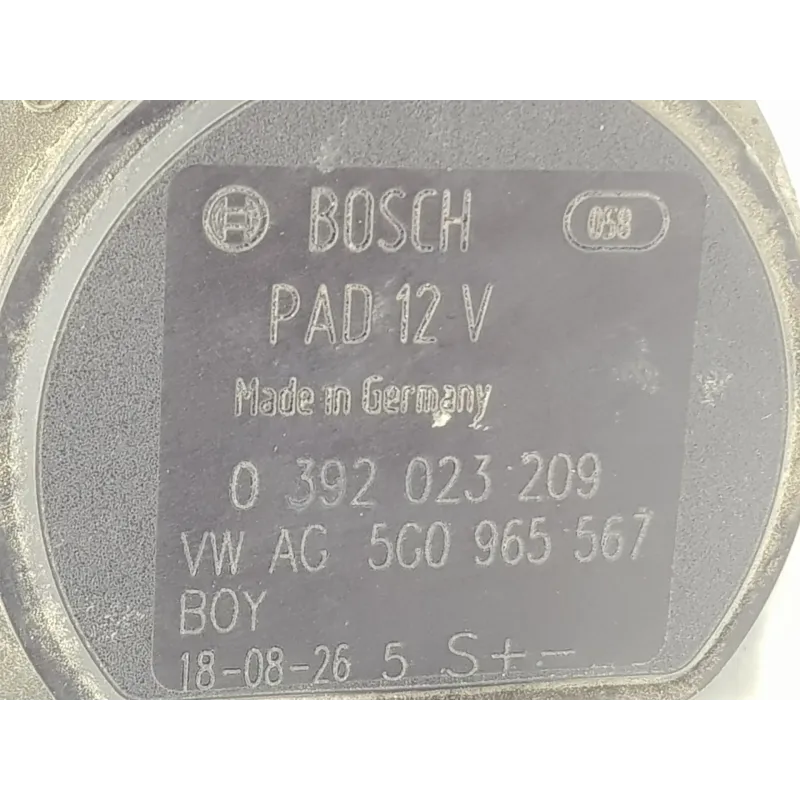 BOSCH 058
PAD 12 V
Made in Germany
0 392 023 209
VW AG 5G0 965 567
BOY
18-08-26 5 S+-